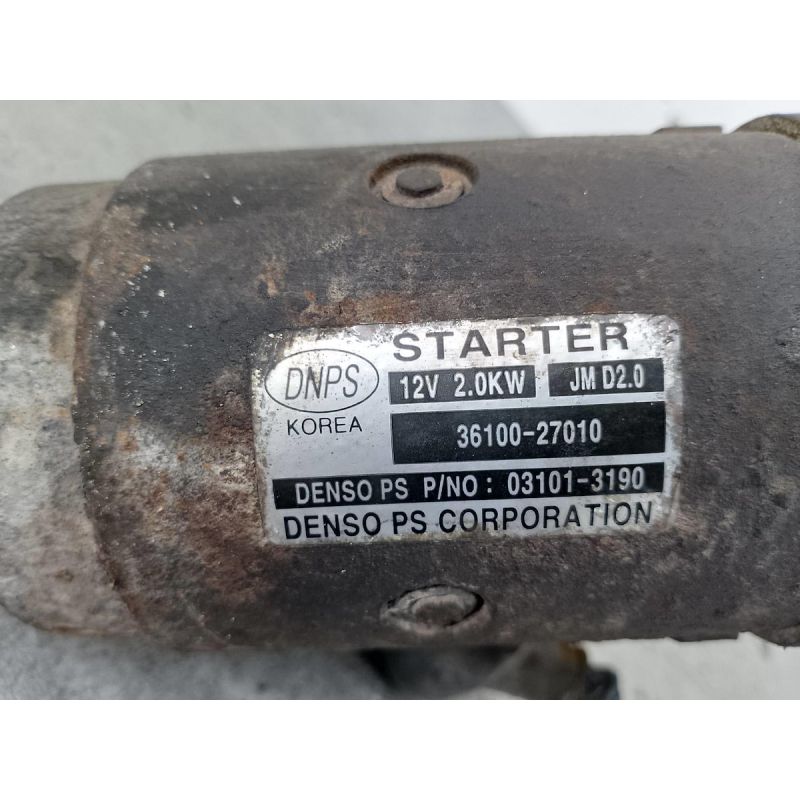 STARTER
DNPS
12V 2.0KW JM D2.0
KOREA
36100-27010
DENSO PS P/NO: 03101-3190
DENSO PS CORPORATION